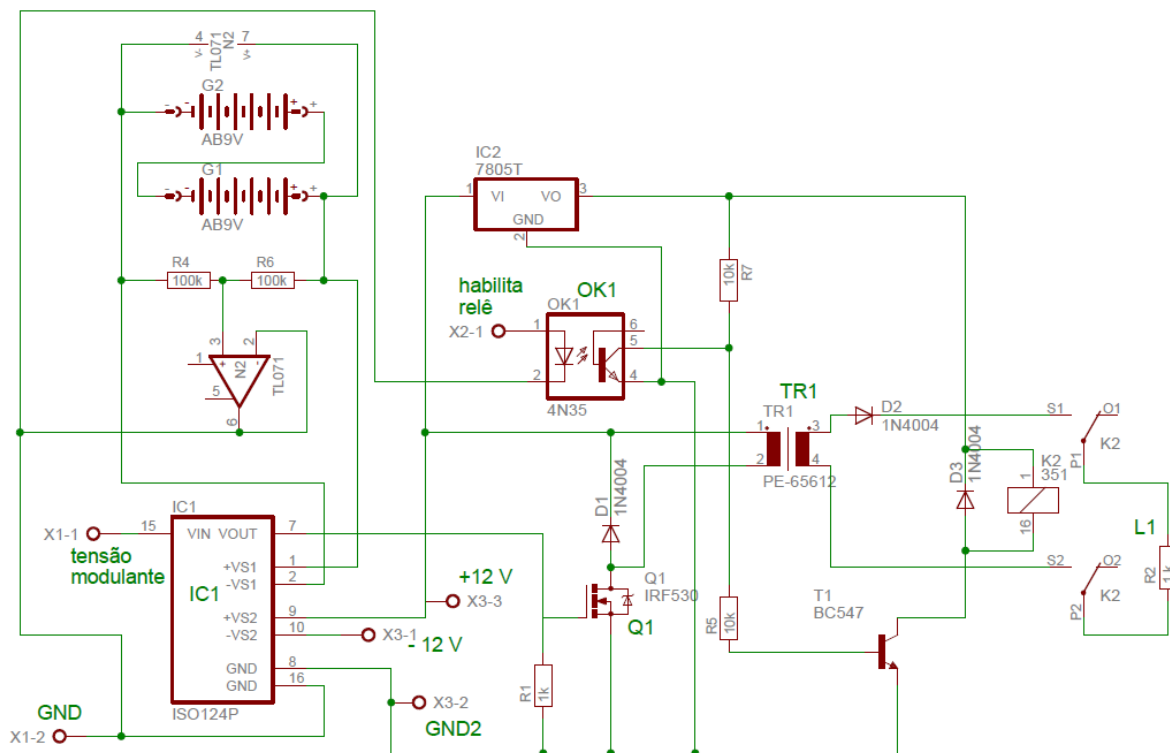 4 TL071 N2 7
V- V+
G2
- - + +
AB9V
G1
- - + +
AB9V
R4 R6
100k 100k
3 2
+ -
1 N2 TL071
5
6
IC2
7805T
1 VI VO 3
GND
2
10k R7
habilita
relê
X2-1
OK1
OK1
1 6
5
2 4
4N35
TR1
TR1
1 3
2 4
PE-65612
D2
1N4004
S1 O1
K2
P1
D3 1N4004
K2
351
1
16
S2 O2
K2
P2
L1
R2 1k
D1 1N4004
Q1
IRF530
Q1
T1
BC547
R5 10k
IC1
X1-1 15 VIN VOUT 7
tensão
modulante
+VS1 1
-VS1 2
IC1
+VS2 9
-VS2 10
GND 8
GND 16
ISO124P
+12 V
X3-3
X3-1
- 12 V
X3-2
GND2
R1 1k
GND
X1-2